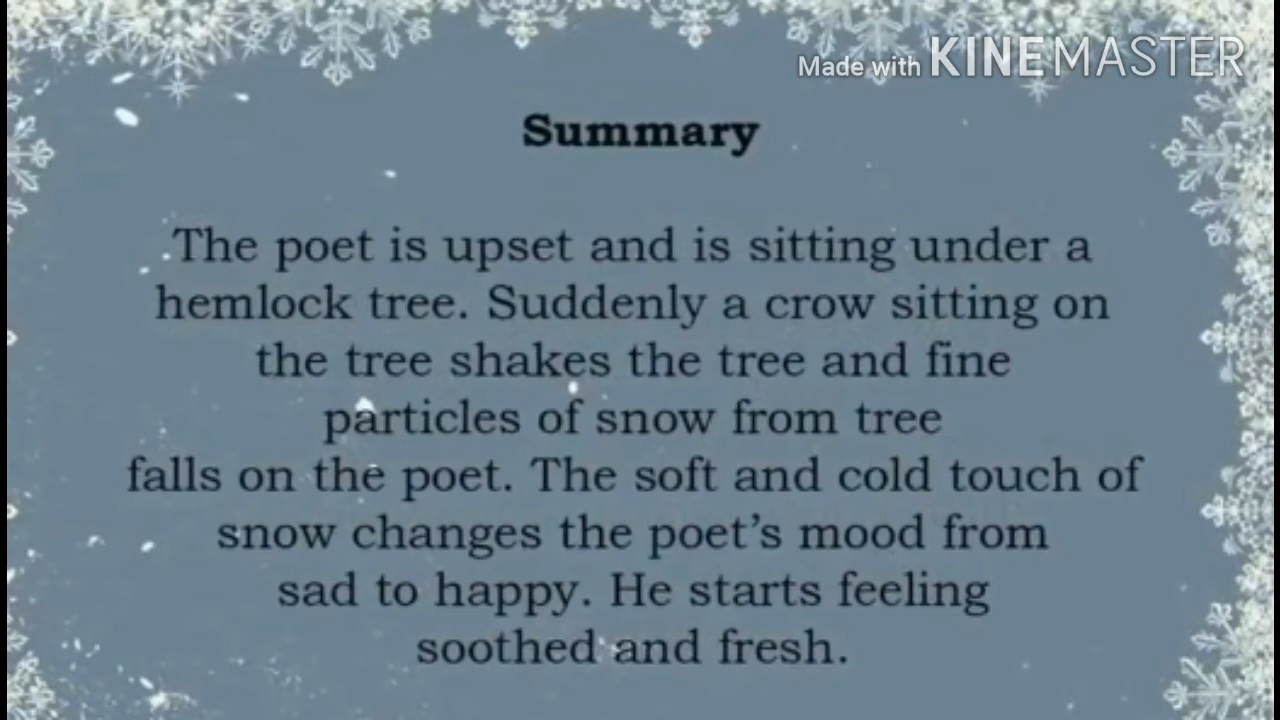 Made with KINEMASTER
Summary
The poet is upset and is sitting under a
hemlock tree. Suddenly a crow sitting on
the tree shakes the tree and fine
particles of snow from tree
falls on the poet. The soft and cold touch of
snow changes the poet’s mood from
sad to happy. He starts feeling
soothed and fresh.